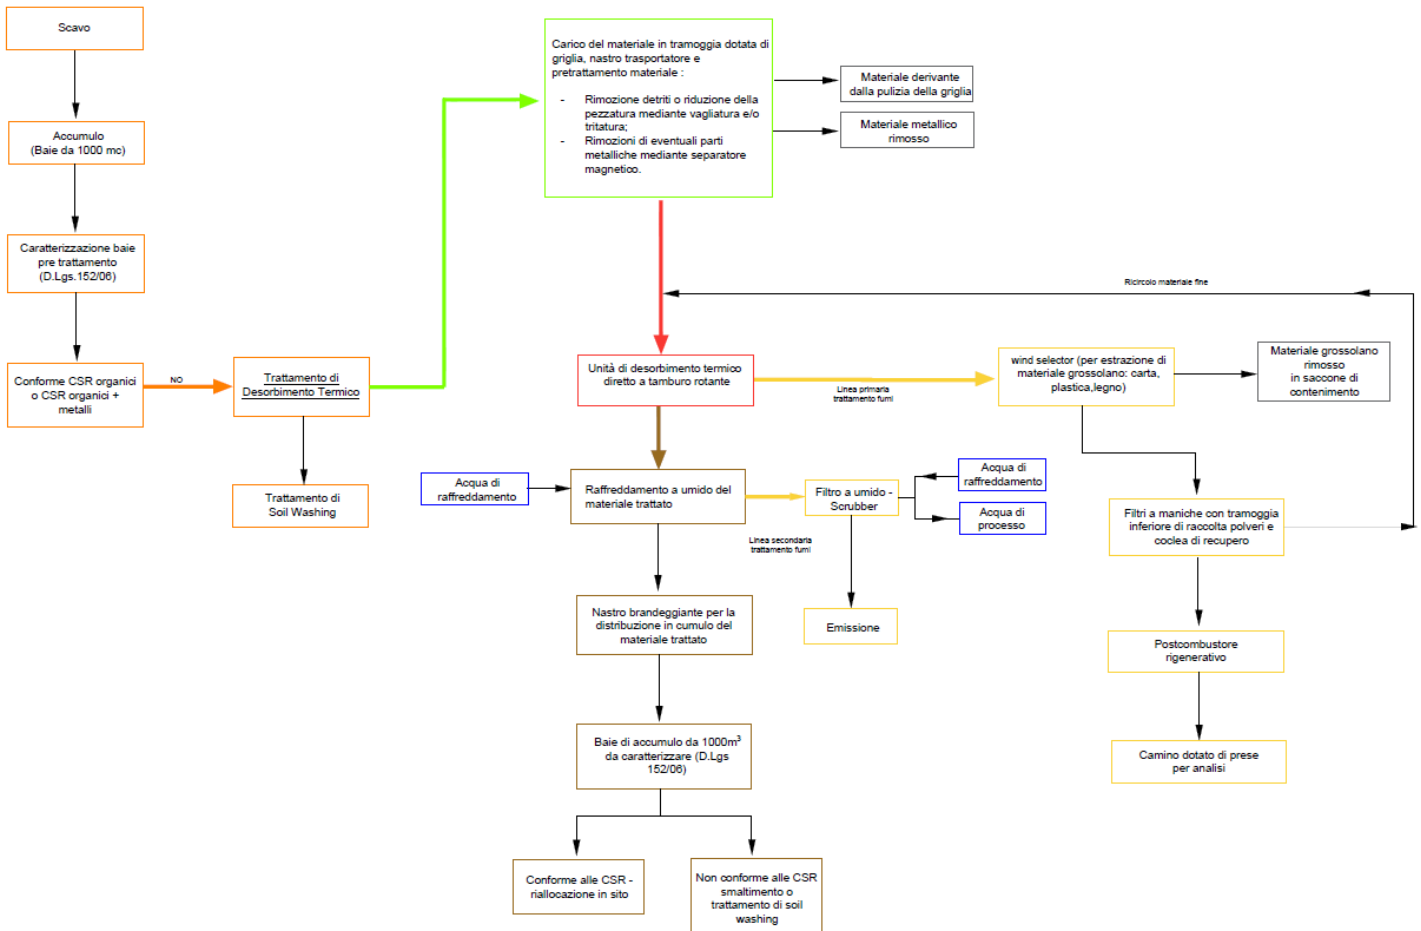 Scavo
Accumulo
(Baie da 1000 mc)
Caratterizzazione baie
pre trattamento
(D.Lgs.152/06)
Conforme CSR organici
o CSR organici +
metalli
NO
Trattamento di
Desorbimento Termico
Trattamento di
Soil Washing
Carico del materiale in tramoggia dotata di
griglia, nastro trasportatore e
pretrattamento materiale :
- Rimozione detriti o riduzione della
pezzatura mediante vagliatura e/o
tritatura;
- Rimozioni di eventuali parti
metalliche mediante separatore
magnetico.
Materiale derivante
dalla pulizia della griglia
Materiale metallico
rimosso
Ricircolo materiale fine
Unità di desorbimento termico
diretto a tamburo rotante
Linea primaria
trattamento fumi
wind selector (per estrazione di
materiale grossolano: carta,
plastica,legno)
Materiale grossolano
rimosso
in saccone di
contenimento
Acqua di
raffreddamento
Raffreddamento a umido del
materiale trattato
Linea secondaria
trattamento fumi
Filtro a umido -
Scrubber
Acqua di
raffreddamento
Acqua di
processo
Emissione
Filtri a maniche con tramoggia
inferiore di raccolta polveri e
coclea di recupero
Postcombustore
rigenerativo
Camino dotato di prese
per analisi
Nastro brandeggiante per la
distribuzione in cumulo del
materiale trattato
Baie di accumulo da 1000m³
da caratterizzare (D.Lgs
152/06)
Conforme alle CSR -
riallocazione in sito
Non conforme alle CSR
smaltimento o
trattamento di soil
washing